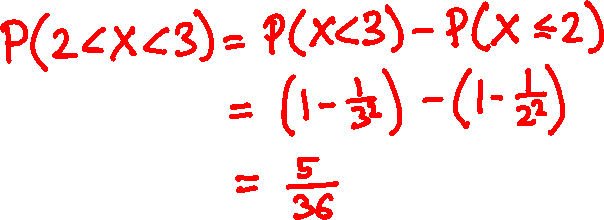 P(2<X<3) = P(X<3) - P(X≤2)
= (1 - 1/3²) - (1 - 1/2²)
= 5/36